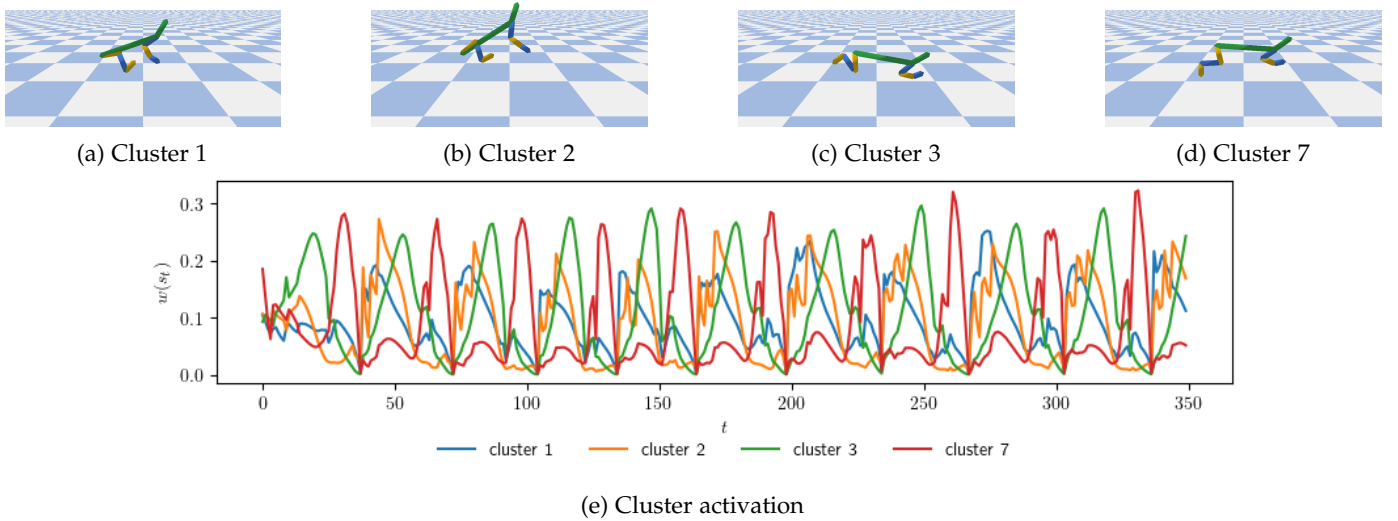 (a) Cluster 1 (b) Cluster 2 (c) Cluster 3 (d) Cluster 7
0.3
0.2
0.1
0.0
w(s_t)
0 50 100 150 200 250 300 350
t
cluster 1 cluster 2 cluster 3 cluster 7
(e) Cluster activation